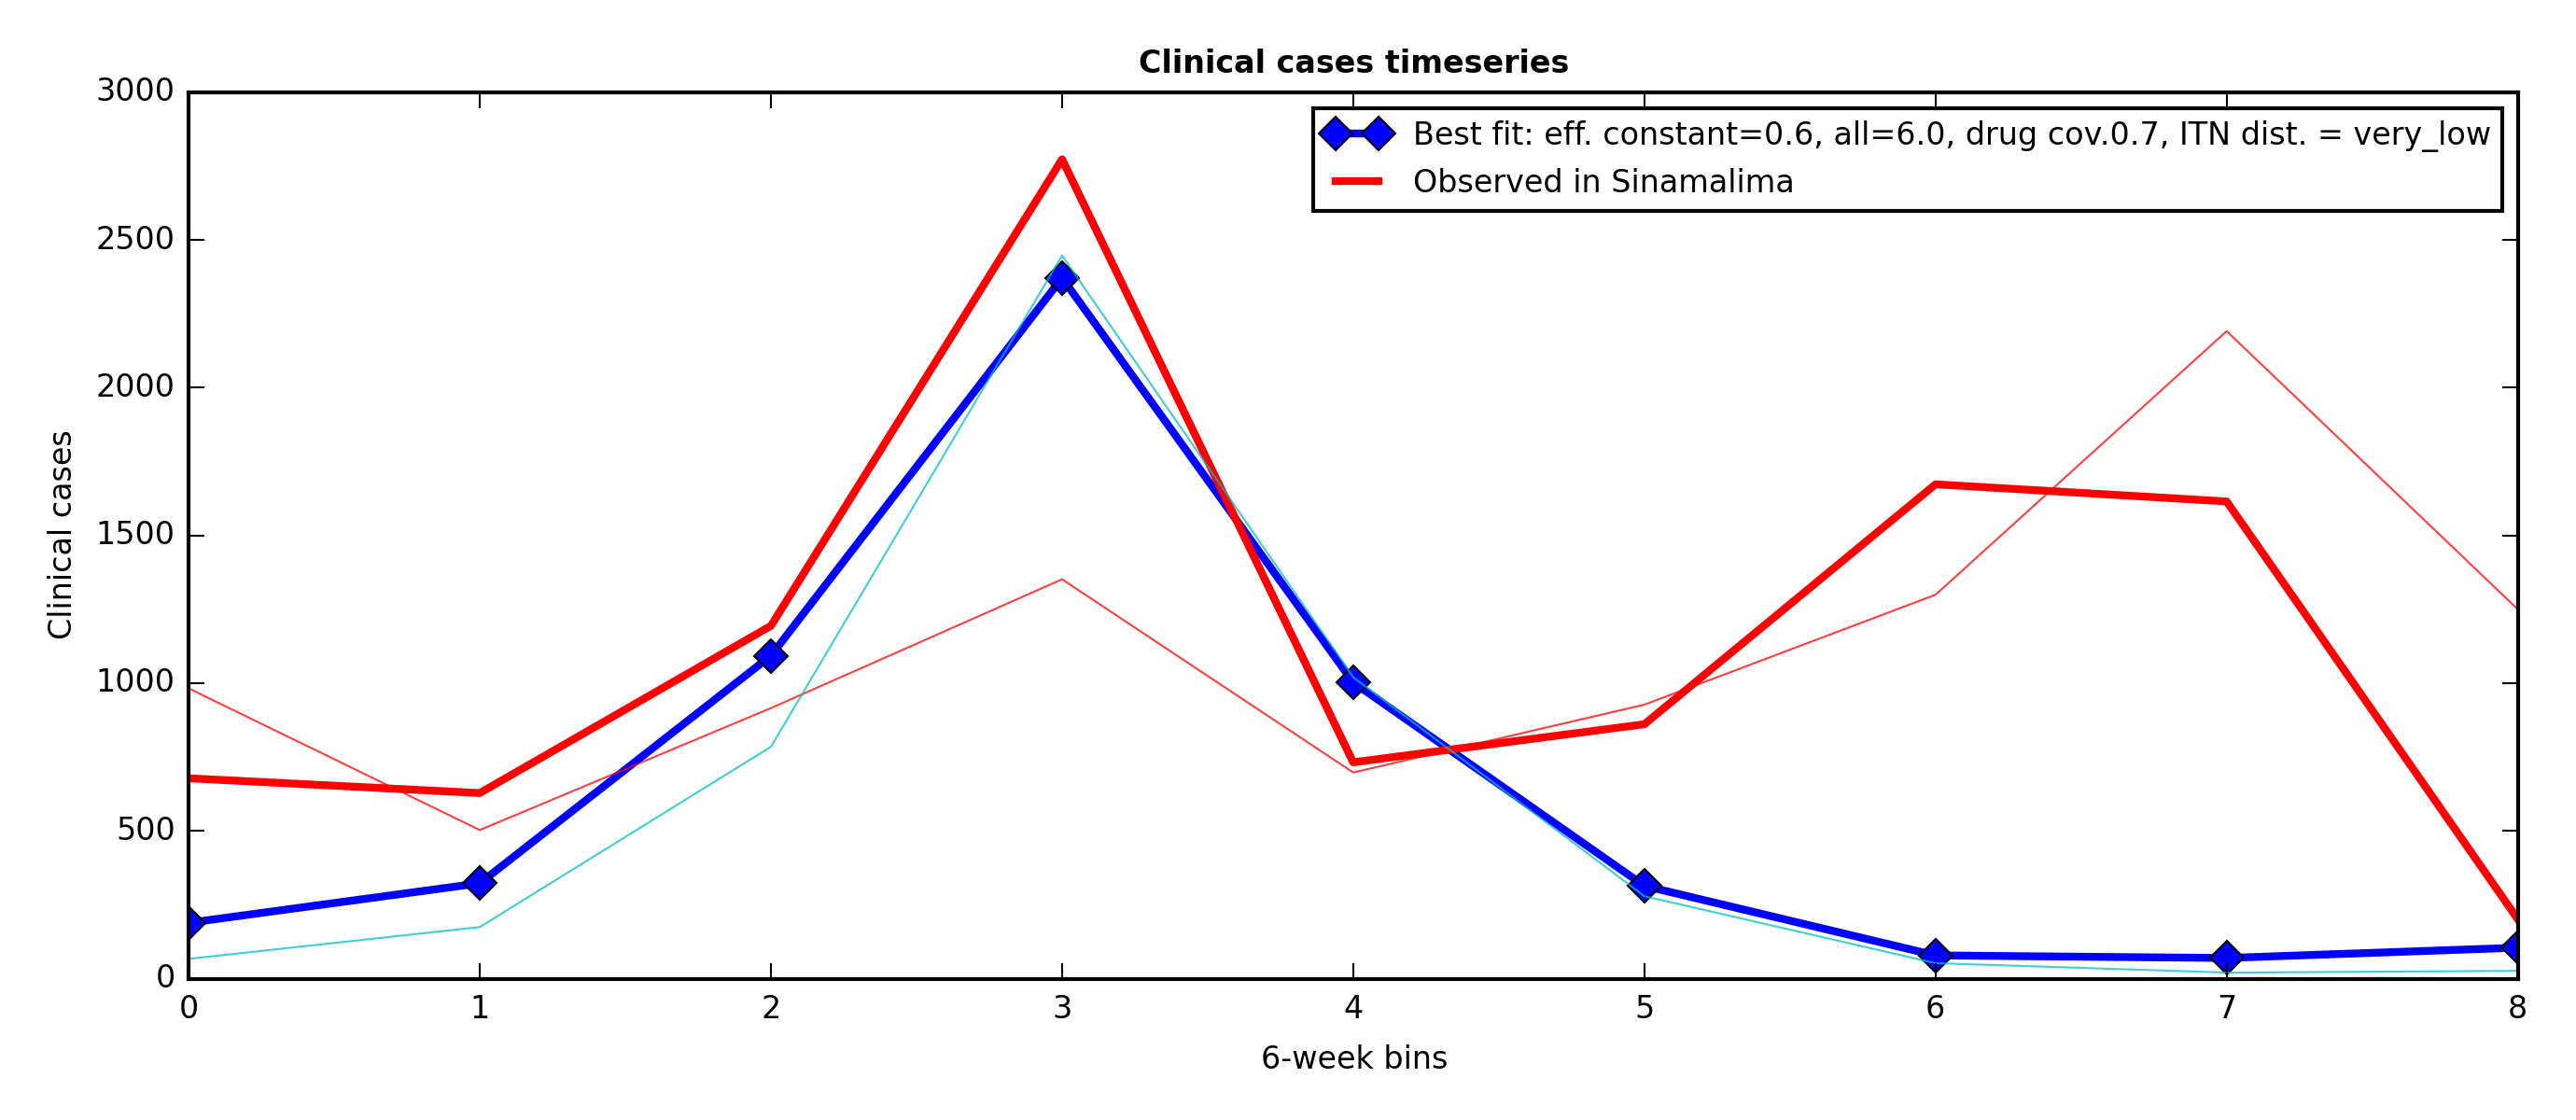 Clinical cases timeseries
3000
2500
2000
1500
1000
500
0
Clinical cases
Best fit: eff. constant=0.6, all=6.0, drug cov.0.7, ITN dist. = very_low
Observed in Sinamalima
0 1 2 3 4 5 6 7 8
6-week bins